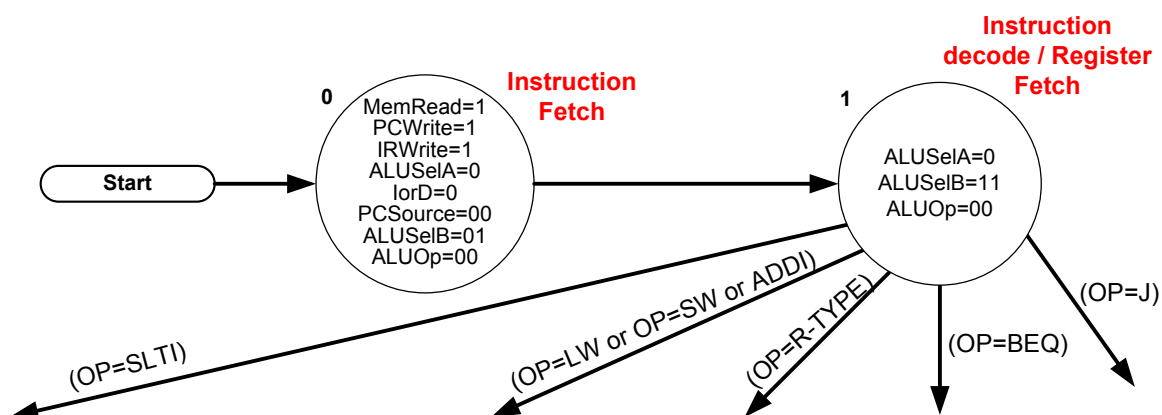 Start
0
MemRead=1
PCWrite=1
IRWrite=1
ALUSelA=0
IorD=0
PCSource=00
ALUSelB=01
ALUOp=00
Instruction
Fetch
1
Instruction
decode / Register
Fetch
ALUSelA=0
ALUSelB=11
ALUOp=00
(OP=SLTI)
(OP=LW or OP=SW or ADDI)
(OP=R-TYPE)
(OP=BEQ)
(OP=J)